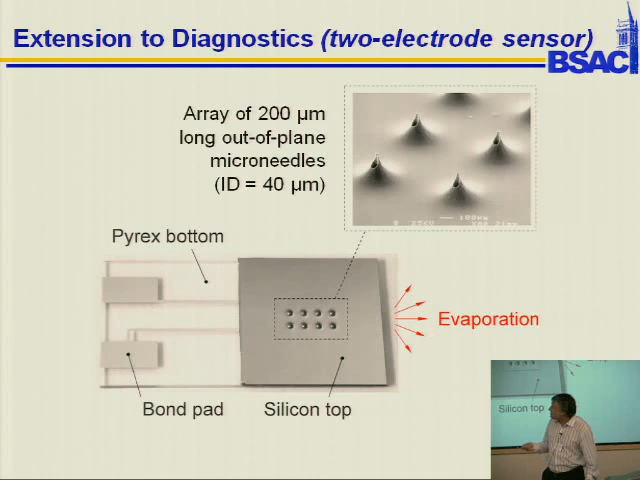 Extension to Diagnostics (two-electrode sensor)
BSAC
Array of 200 µm
long out-of-plane
microneedles
(ID = 40 µm)
Pyrex bottom
Evaporation
Bond pad
Silicon top
Silicon top